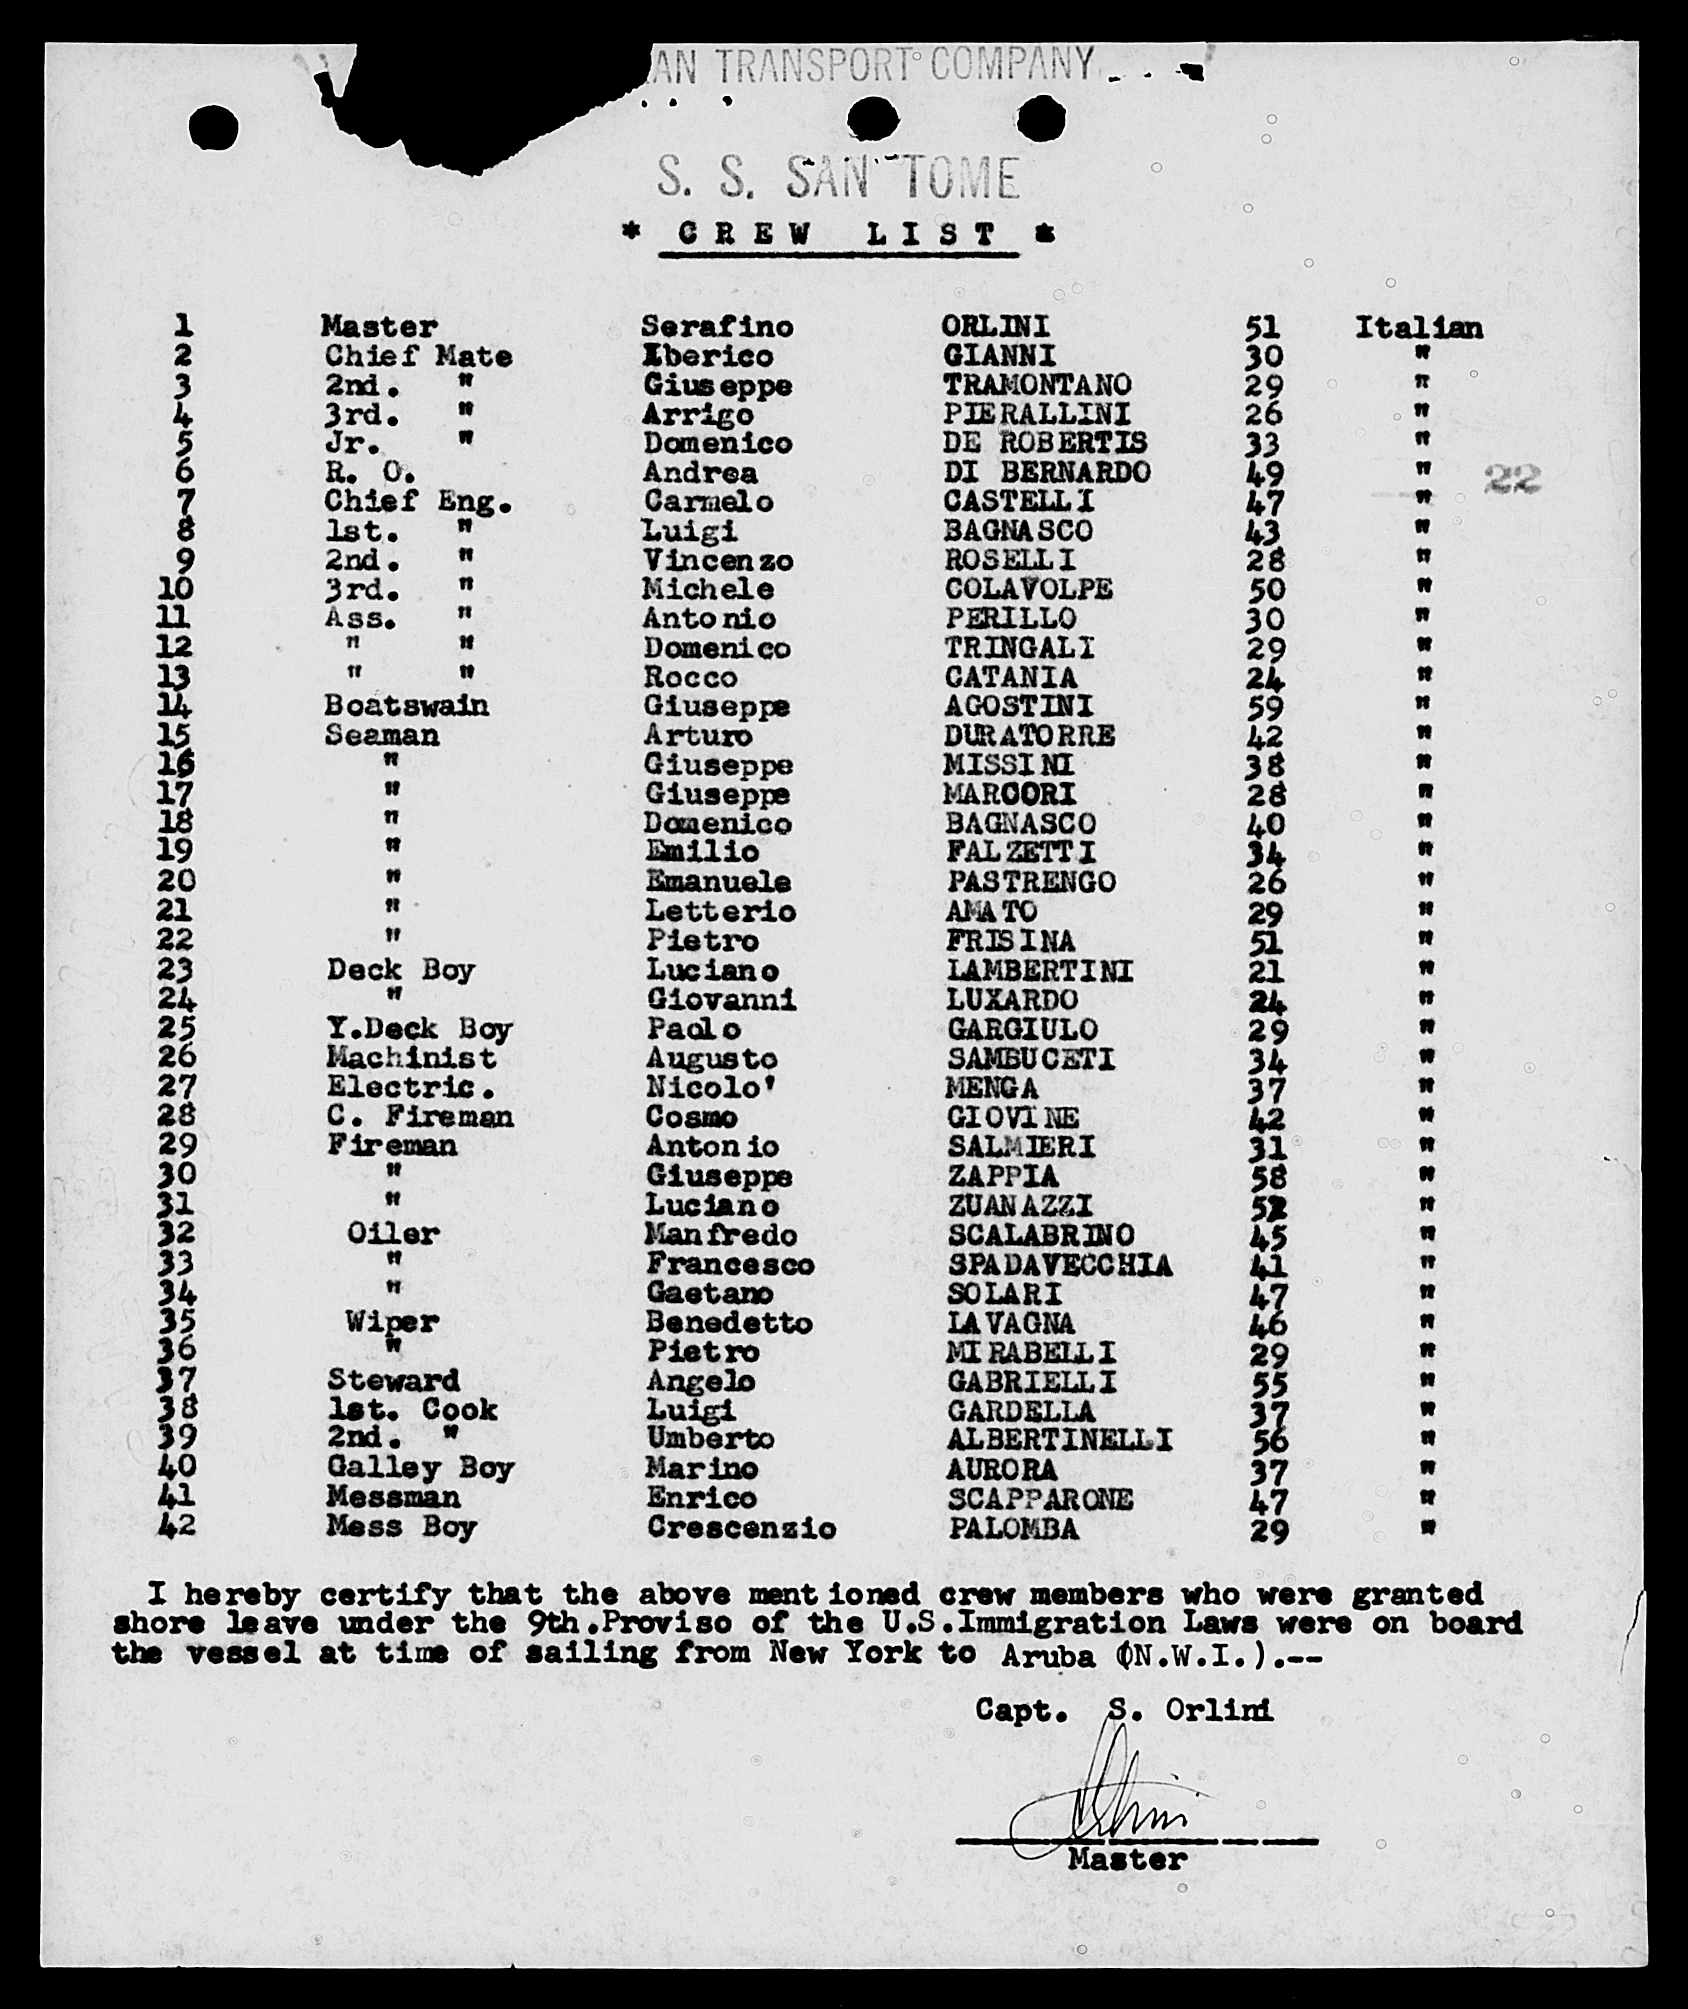 AN TRANSPORT COMPANY
S. S. SAN TOME
* CREW LIST *
1 Master Serafino ORLINI 51 Italian
2 Chief Mate Iberico GIANNI 30 "
3 2nd. " Giuseppe TRAMONTANO 29 "
4 3rd. " Arrigo PIERALLINI 26 "
5 Jr. " Domenico DE ROBERTIS 33 "
6 R. O. Andrea DI BERNARDO 49 " 22
7 Chief Eng. Carmelo CASTELLI 47 "
8 1st. " Luigi BAGNASCO 43 "
9 2nd. " Vincenzo ROSELLI 28 "
10 3rd. " Michele COLAVOLPE 50 "
11 Ass. " Antonio PERILLO 30 "
12 " " Domenico TRINGALI 29 "
13 " " Rocco CATANIA 24 "
14 Boatswain Giuseppe AGOSTINI 59 "
15 Seaman Arturo DURATORRE 42 "
16 " Giuseppe MISSINI 38 "
17 " Giuseppe MARCORI 28 "
18 " Domenico BAGNASCO 40 "
19 " Emilio FALZETTI 34 "
20 " Emanuele PASTRENGO 26 "
21 " Letterio AMATO 29 "
22 " Pietro FRISINA 51 "
23 Deck Boy Luciano LAMBERTINI 21 "
24 " Giovanni LUXARDO 24 "
25 Y.Deck Boy Paolo GARGIULO 29 "
26 Machinist Augusto SAMBUCETI 34 "
27 Electric. Nicolo' MENGA 37 "
28 C. Fireman Cosmo GIOVINE 42 "
29 Fireman Antonio SALMIERI 31 "
30 " Giuseppe ZAPPIA 58 "
31 " Luciano ZUANAZZI 52 "
32 Oiler Manfredo SCALABRINO 45 "
33 " Francesco SPADAVECCHIA 41 "
34 " Gaetano SOLARI 47 "
35 Wiper Benedetto LAVAGNA 46 "
36 " Pietro MIRABELLI 29 "
37 Steward Angelo GABRIELLI 55 "
38 1st. Cook Luigi GARDELLA 37 "
39 2nd. " Umberto ALBERTINELLI 56 "
40 Galley Boy Marino AURORA 37 "
41 Messman Enrico SCAPPARONE 47 "
42 Mess Boy Crescenzio PALOMBA 29 "
I hereby certify that the above mentioned crew members who were granted
shore leave under the 9th.Proviso of the U.S.Immigration Laws were on board
the vessel at time of sailing from New York to Aruba (N.W.I.).--
Capt. S. Orlini
Orlini
Master